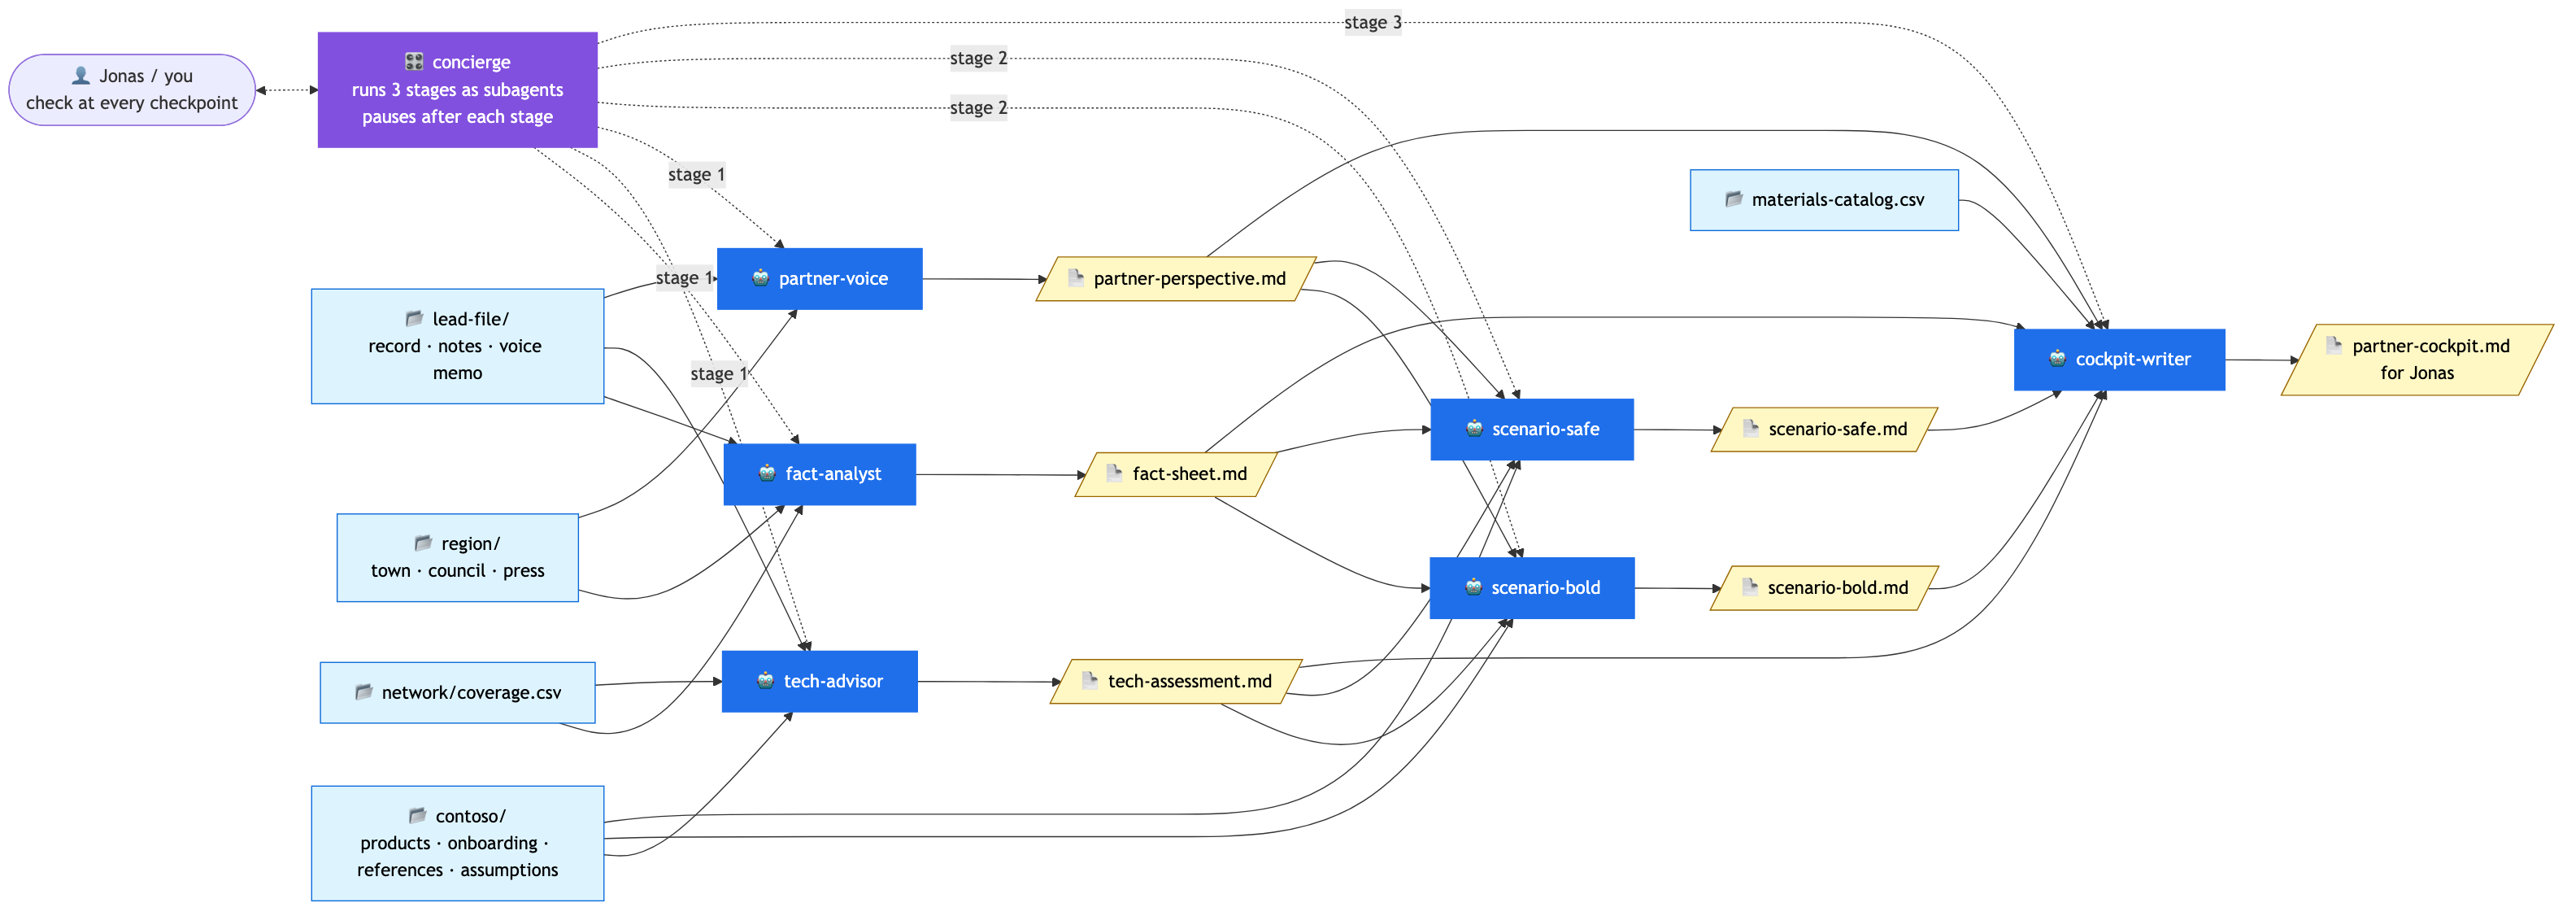 stage 3
Jonas / you
check at every checkpoint
concierge
runs 3 stages as subagents
pauses after each stage
stage 2
stage 2
stage 1
materials-catalog.csv
stage 1
partner-voice
partner-perspective.md
lead-file/
record · notes · voice
memo
stage 1
cockpit-writer
partner-cockpit.md
for Jonas
scenario-safe
scenario-safe.md
fact-analyst
fact-sheet.md
region/
town · council · press
scenario-bold
scenario-bold.md
network/coverage.csv
tech-advisor
tech-assessment.md
contoso/
products · onboarding ·
references · assumptions